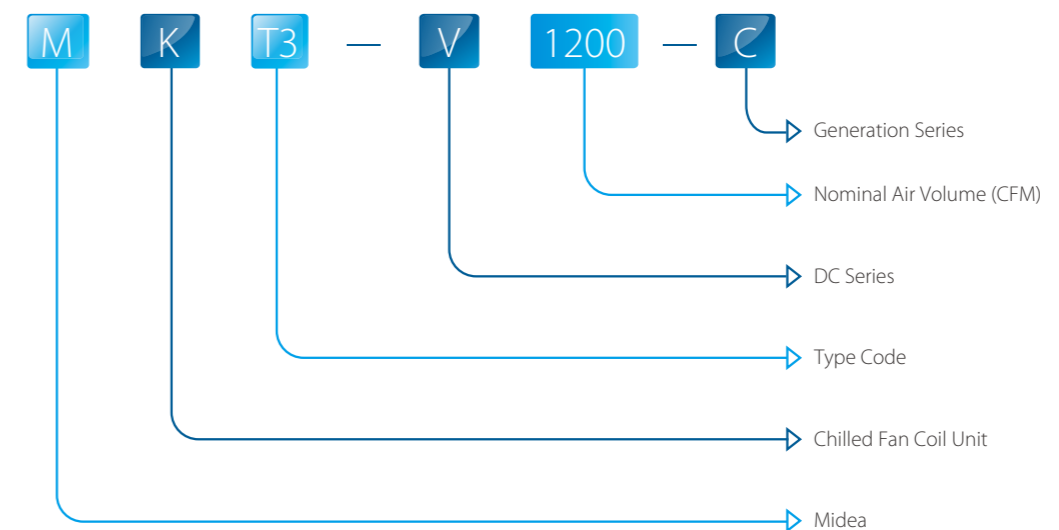 M K T3 — V 1200 — C
Generation Series
Nominal Air Volume (CFM)
DC Series
Type Code
Chilled Fan Coil Unit
Midea